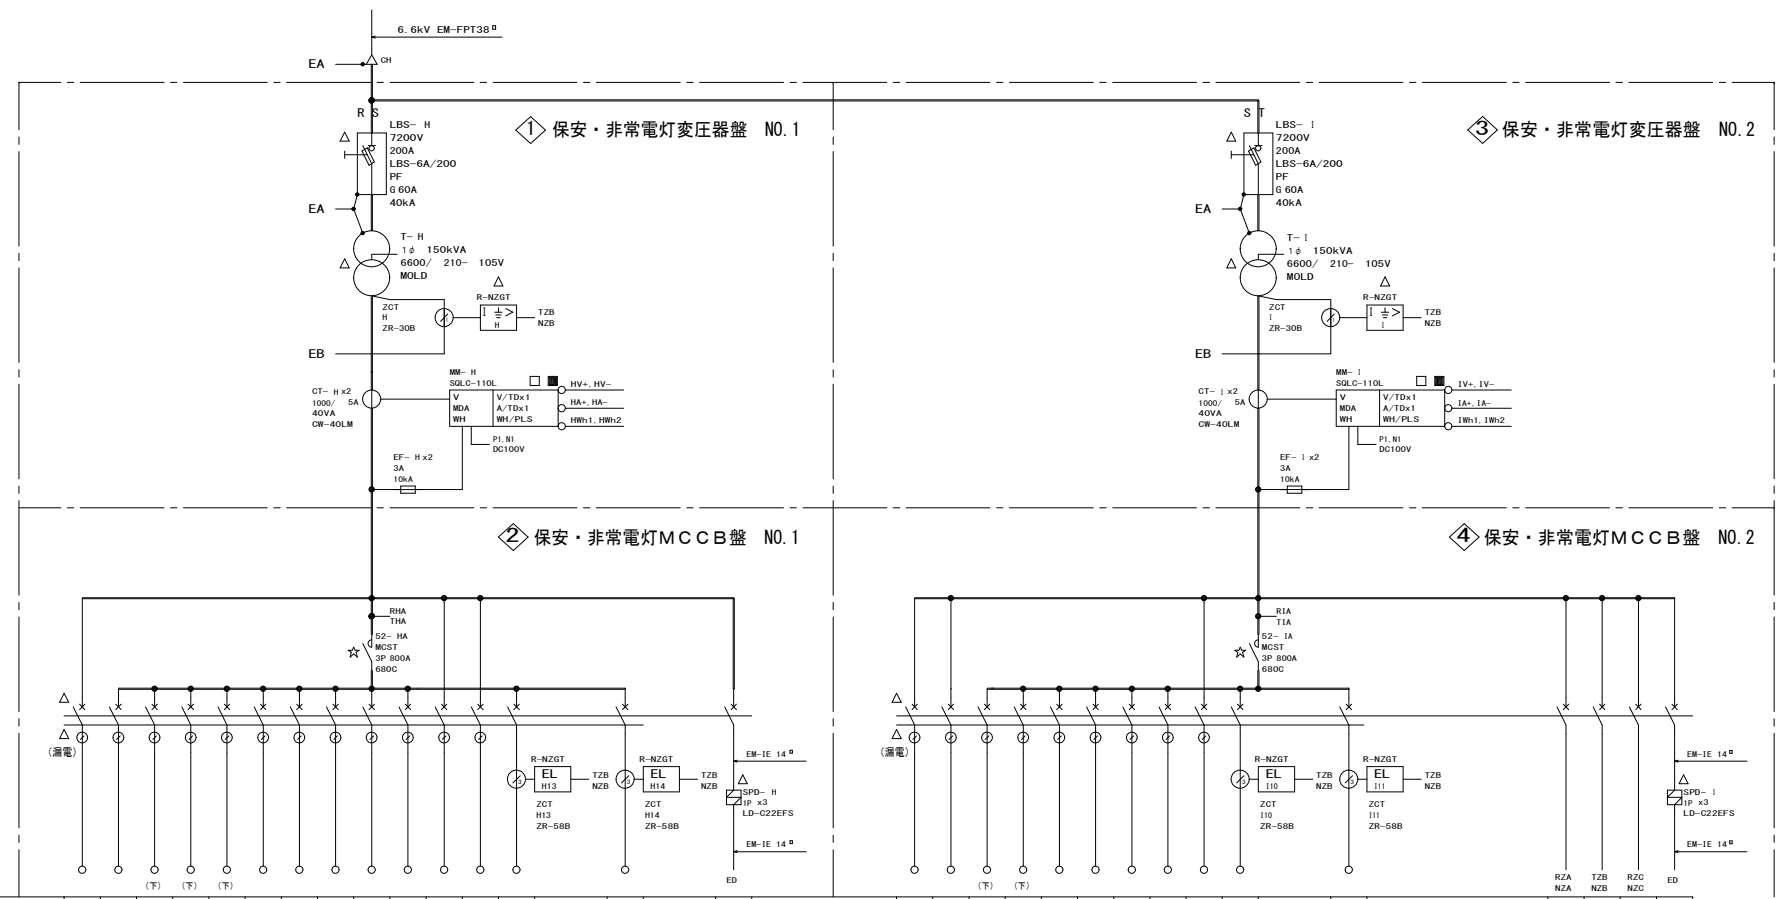 6.6kV EM-FPT38□
EA
CH
R S
LBS- H
7200V
200A
LBS-6A/200
PF
G 60A
40kA
EA
① 保安・非常電灯変圧器盤 NO.1
T- H
1φ 150kVA
6600/ 210- 105V
MOLD
ZCT
H
ZR-30B
R-NZGT
I ⏚ >
H
TZB
NZB
EB
CT- H x2
1000/ 5A
40VA
CW-40LM
MM- H
SQLC-110L
V
MDA
WH
V/TDx1
A/TDx1
WH/PLS
HV+, HV-
HA+, HA-
HWh1, HWh2
P1, N1
DC100V
EF- H x2
3A
10kA
S T
LBS- I
7200V
200A
LBS-6A/200
PF
G 60A
40kA
EA
③ 保安・非常電灯変圧器盤 NO.2
T- I
1φ 150kVA
6600/ 210- 105V
MOLD
ZCT
I
ZR-30B
R-NZGT
I ⏚ >
I
TZB
NZB
EB
CT- I x2
1000/ 5A
40VA
CW-40LM
MM- I
SQLC-110L
V
MDA
WH
V/TDx1
A/TDx1
WH/PLS
IV+, IV-
IA+, IA-
IWh1, IWh2
P1, N1
DC100V
EF- I x2
3A
10kA
② 保安・非常電灯MCCB盤 NO.1
RHA
THA
52- HA
MCST
3P 800A
680C
(漏電)
R-NZGT
EL
H13
TZB
NZB
ZCT
H13
ZR-58B
R-NZGT
EL
H14
TZB
NZB
ZCT
H14
ZR-58B
EM-IE 14□
SPD- H
1P x3
LD-C22EFS
EM-IE 14□
ED
(下) (下) (下)
④ 保安・非常電灯MCCB盤 NO.2
RIA
TIA
52- IA
MCST
3P 800A
680C
(漏電)
R-NZGT
EL
I10
TZB
NZB
ZCT
I10
ZR-58B
R-NZGT
EL
I11
TZB
NZB
ZCT
I11
ZR-58B
EM-IE 14□
SPD- I
1P x3
LD-C22EFS
EM-IE 14□
(下) (下)
RZA
NZA
TZB
NZB
RZC
NZC
ED